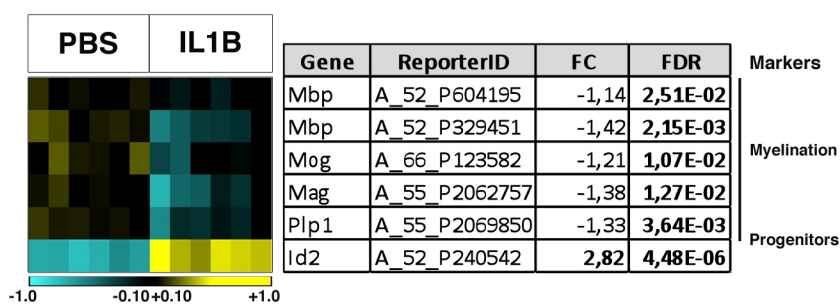 PBS IL1B
Gene ReporterID FC FDR Markers
Mbp A_52_P604195 -1,14 2,51E-02
Mbp A_52_P329451 -1,42 2,15E-03
Mog A_66_P123582 -1,21 1,07E-02
Myelination
Mag A_55_P2062757 -1,38 1,27E-02
Plp1 A_55_P2069850 -1,33 3,64E-03
Progenitors
Id2 A_52_P240542 2,82 4,48E-06
-1.0 -0.10 +0.10 +1.0